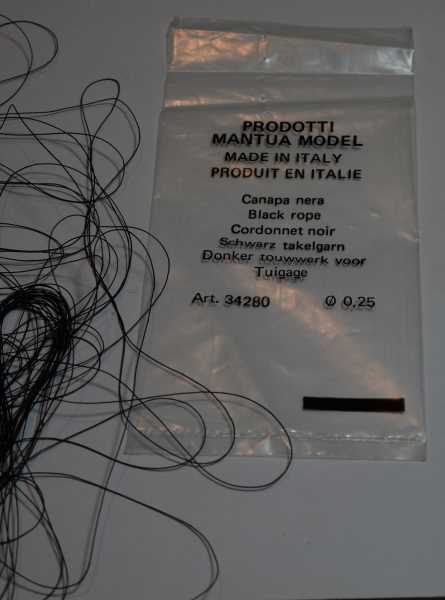 PRODOTTI
MANTUA MODEL
MADE IN ITALY
PRODUIT EN ITALIE
Canapa nera
Black rope
Cordonnet noir
Schwarz takelgarn
Donker touwwerk voor
Tuigage
Art. 34280 Ø 0,25